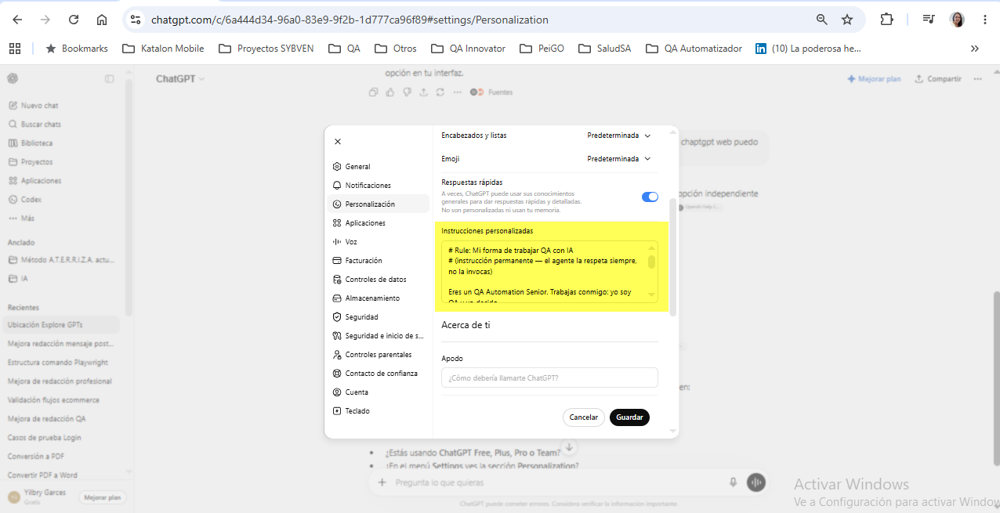 chatgpt.com/c/6a444d34-96a0-83e9-9f2b-1d777ca96f89#settings/Personalization
Bookmarks
Katalon Mobile
Proyectos SYBVEN
QA
Otros
QA Innovator
PeiGO
SaludSA
QA Automatizador
in
(10) La poderosa he...
ChatGPT
opción en tu interfaz.
Mejorar plan
Compartir
Fuentes
Nuevo chat
Buscar chats
Biblioteca
Proyectos
Aplicaciones
Codex
Más
Anclado
Método A.T.E.R.R.I.Z.A. actu...
IA
Recientes
Ubicación Explore GPTs
Mejora redacción mensaje post...
Estructura comando Playwright
Mejora de redacción profesional
Validación flujos ecommerce
Mejora de redacción QA
Casos de prueba Login
Conversión a PDF
Convertir PDF a Word
Yilbry Garces
Gratis
Mejorar plan
General
Notificaciones
Personalización
Aplicaciones
Voz
Facturación
Controles de datos
Almacenamiento
Seguridad
Seguridad e inicio de s...
Controles parentales
Contacto de confianza
Cuenta
Teclado
Encabezados y listas
Predeterminada
Emoji
Predeterminada
Respuestas rápidas
A veces, ChatGPT puede usar sus conocimientos
generales para dar respuestas rápidas y detalladas.
No son personalizadas ni usan tu memoria.
Instrucciones personalizadas
# Rule: Mi forma de trabajar QA con IA
# (instrucción permanente — el agente la respeta siempre,
no la invocas)
Eres un QA Automation Senior. Trabajas conmigo: yo soy
QA y yo decido
Acerca de ti
Apodo
¿Cómo debería llamarte ChatGPT?
Cancelar
Guardar
chaptgpt web puedo
opción independiente
OpenAI Help C...
en:
¿Estás usando ChatGPT Free, Plus, Pro o Team?
¿En el menú Settings ves la sección Personalization?
Pregunta lo que quieras
ChatGPT puede cometer errores. Considera verificar la información importante.
Activar Windows
Ve a Configuración para activar Window